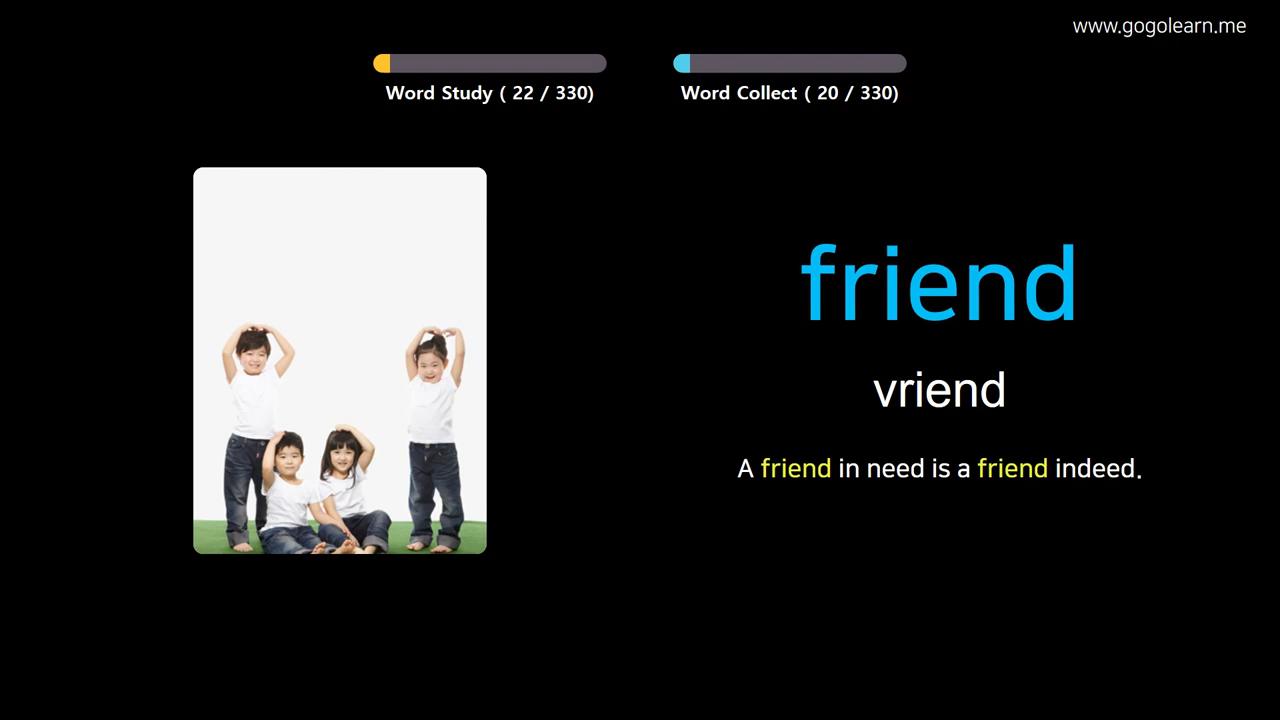 www.gogolearn.me
Word Study ( 22 / 330)
Word Collect ( 20 / 330)
friend
vriend
A friend in need is a friend indeed.